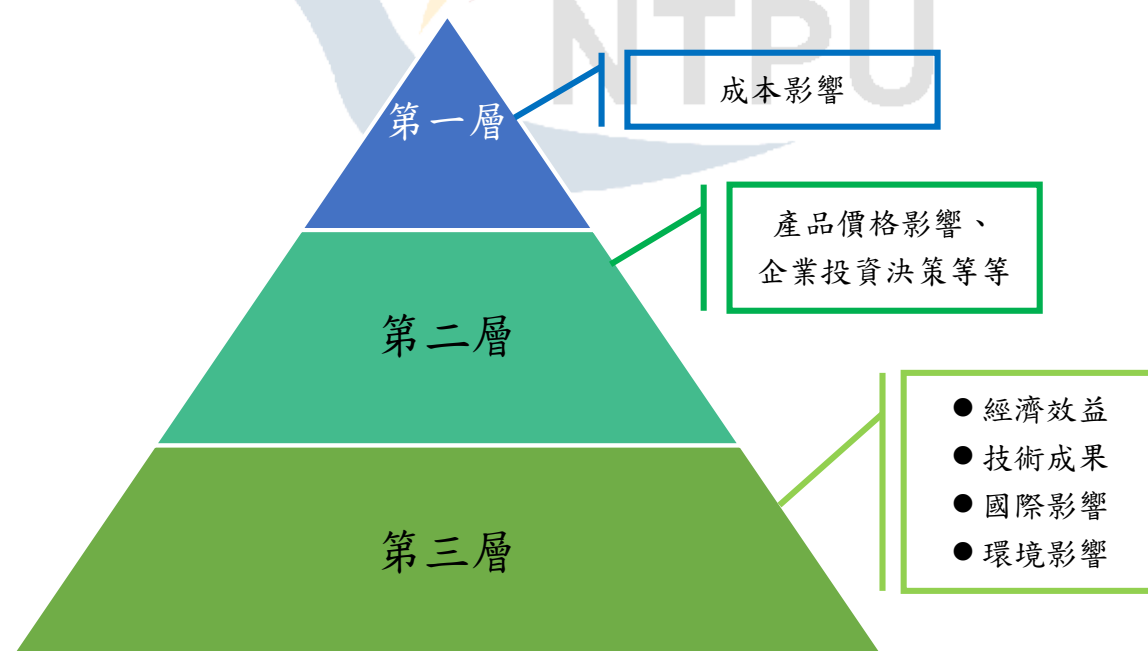 NTPU
第一層
成本影響
產品價格影響、
企業投資決策等等
第二層
● 經濟效益
● 技術成果
● 國際影響
● 環境影響
第三層